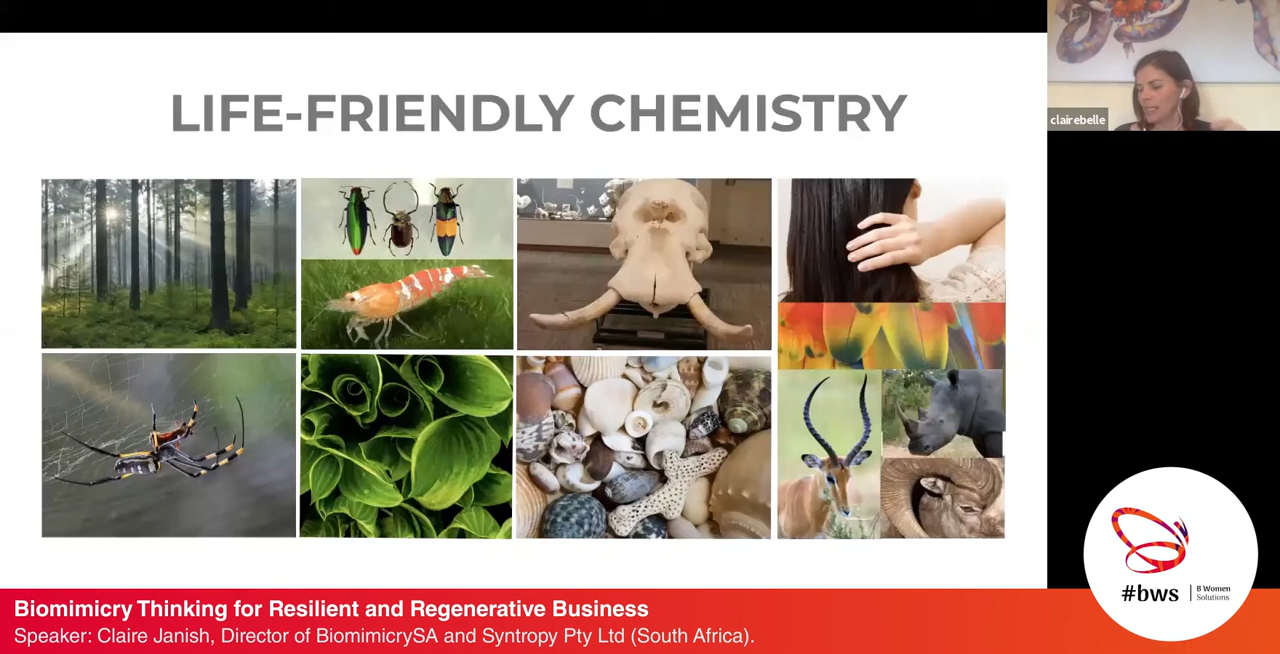 LIFE-FRIENDLY CHEMISTRY
clairebelle
#bws
B Women
Solutions
Biomimicry Thinking for Resilient and Regenerative Business
Speaker: Claire Janish, Director of BiomimicrySA and Syntropy Pty Ltd (South Africa).